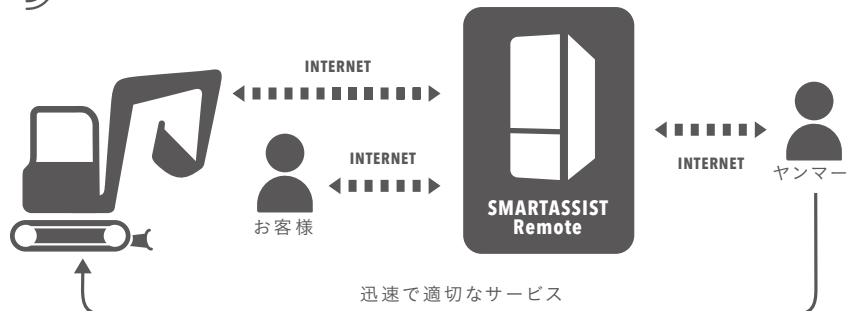 INTERNET
INTERNET
お客様
SMARTASSIST
Remote
INTERNET
ヤンマー
迅速で適切なサービス